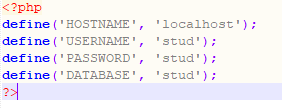 <?php
define('HOSTNAME', 'localhost');
define('USERNAME', 'stud');
define('PASSWORD', 'stud');
define('DATABASE', 'stud');
?>